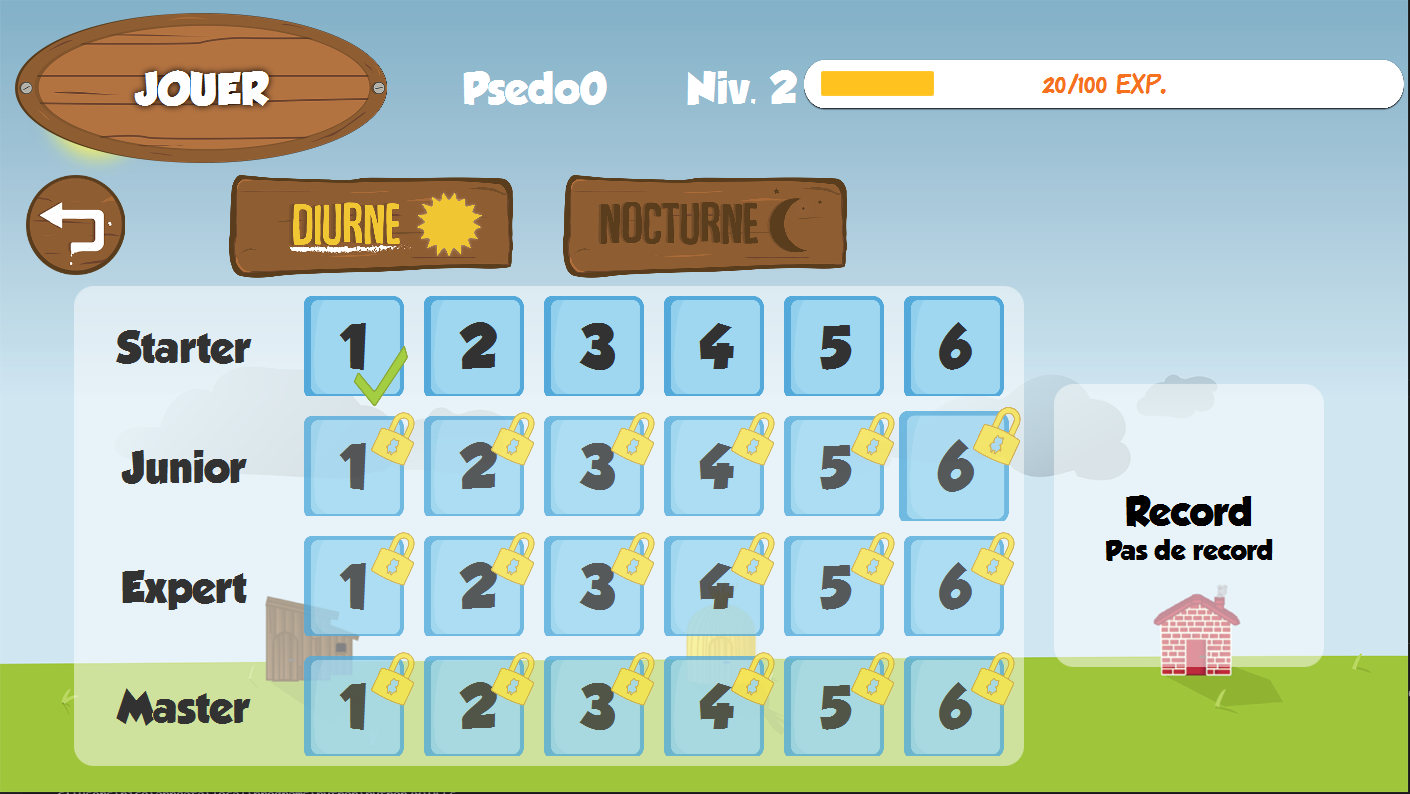 JOUER
Psedo0 Niv. 2 20/100 EXP.
DIURNE NOCTURNE
Starter 1 2 3 4 5 6
Junior 1 2 3 4 5 6
Expert 1 2 3 4 5 6
Master 1 2 3 4 5 6
Record
Pas de record